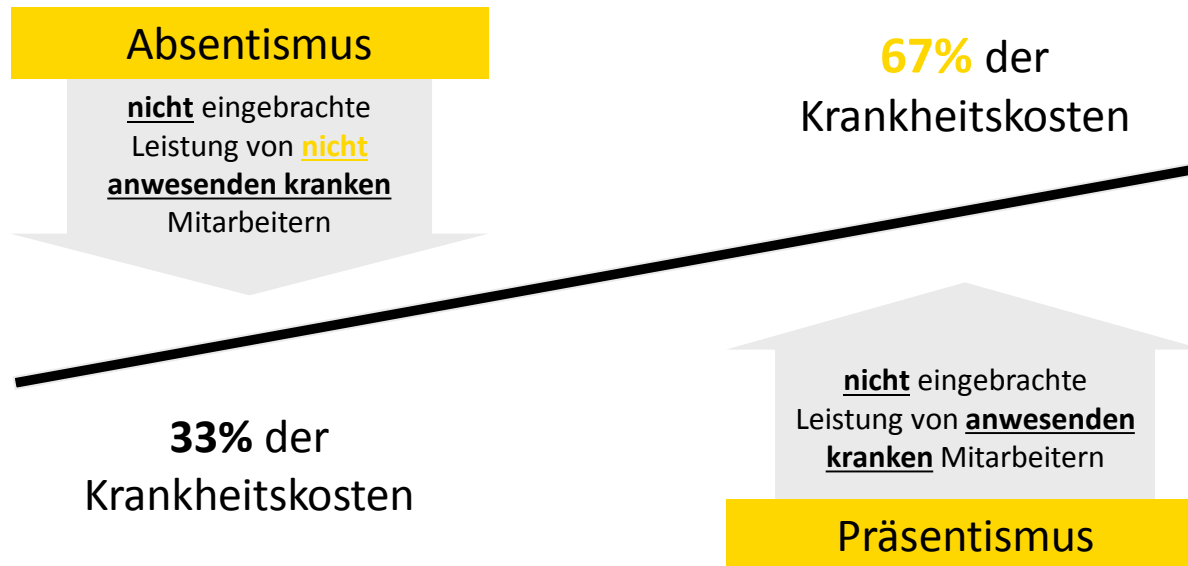 Absentismus
nicht eingebrachte
Leistung von nicht
anwesenden kranken
Mitarbeitern
67% der
Krankheitskosten
33% der
Krankheitskosten
nicht eingebrachte
Leistung von anwesenden
kranken Mitarbeitern
Präsentismus